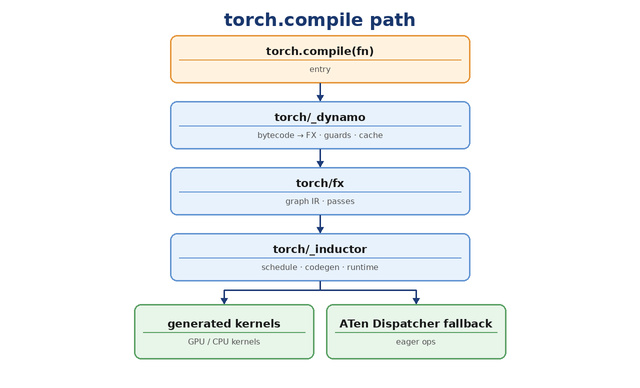 torch.compile path
torch.compile(fn)
entry
torch/_dynamo
bytecode → FX · guards · cache
torch/fx
graph IR · passes
torch/_inductor
schedule · codegen · runtime
generated kernels
GPU / CPU kernels
ATen Dispatcher fallback
eager ops